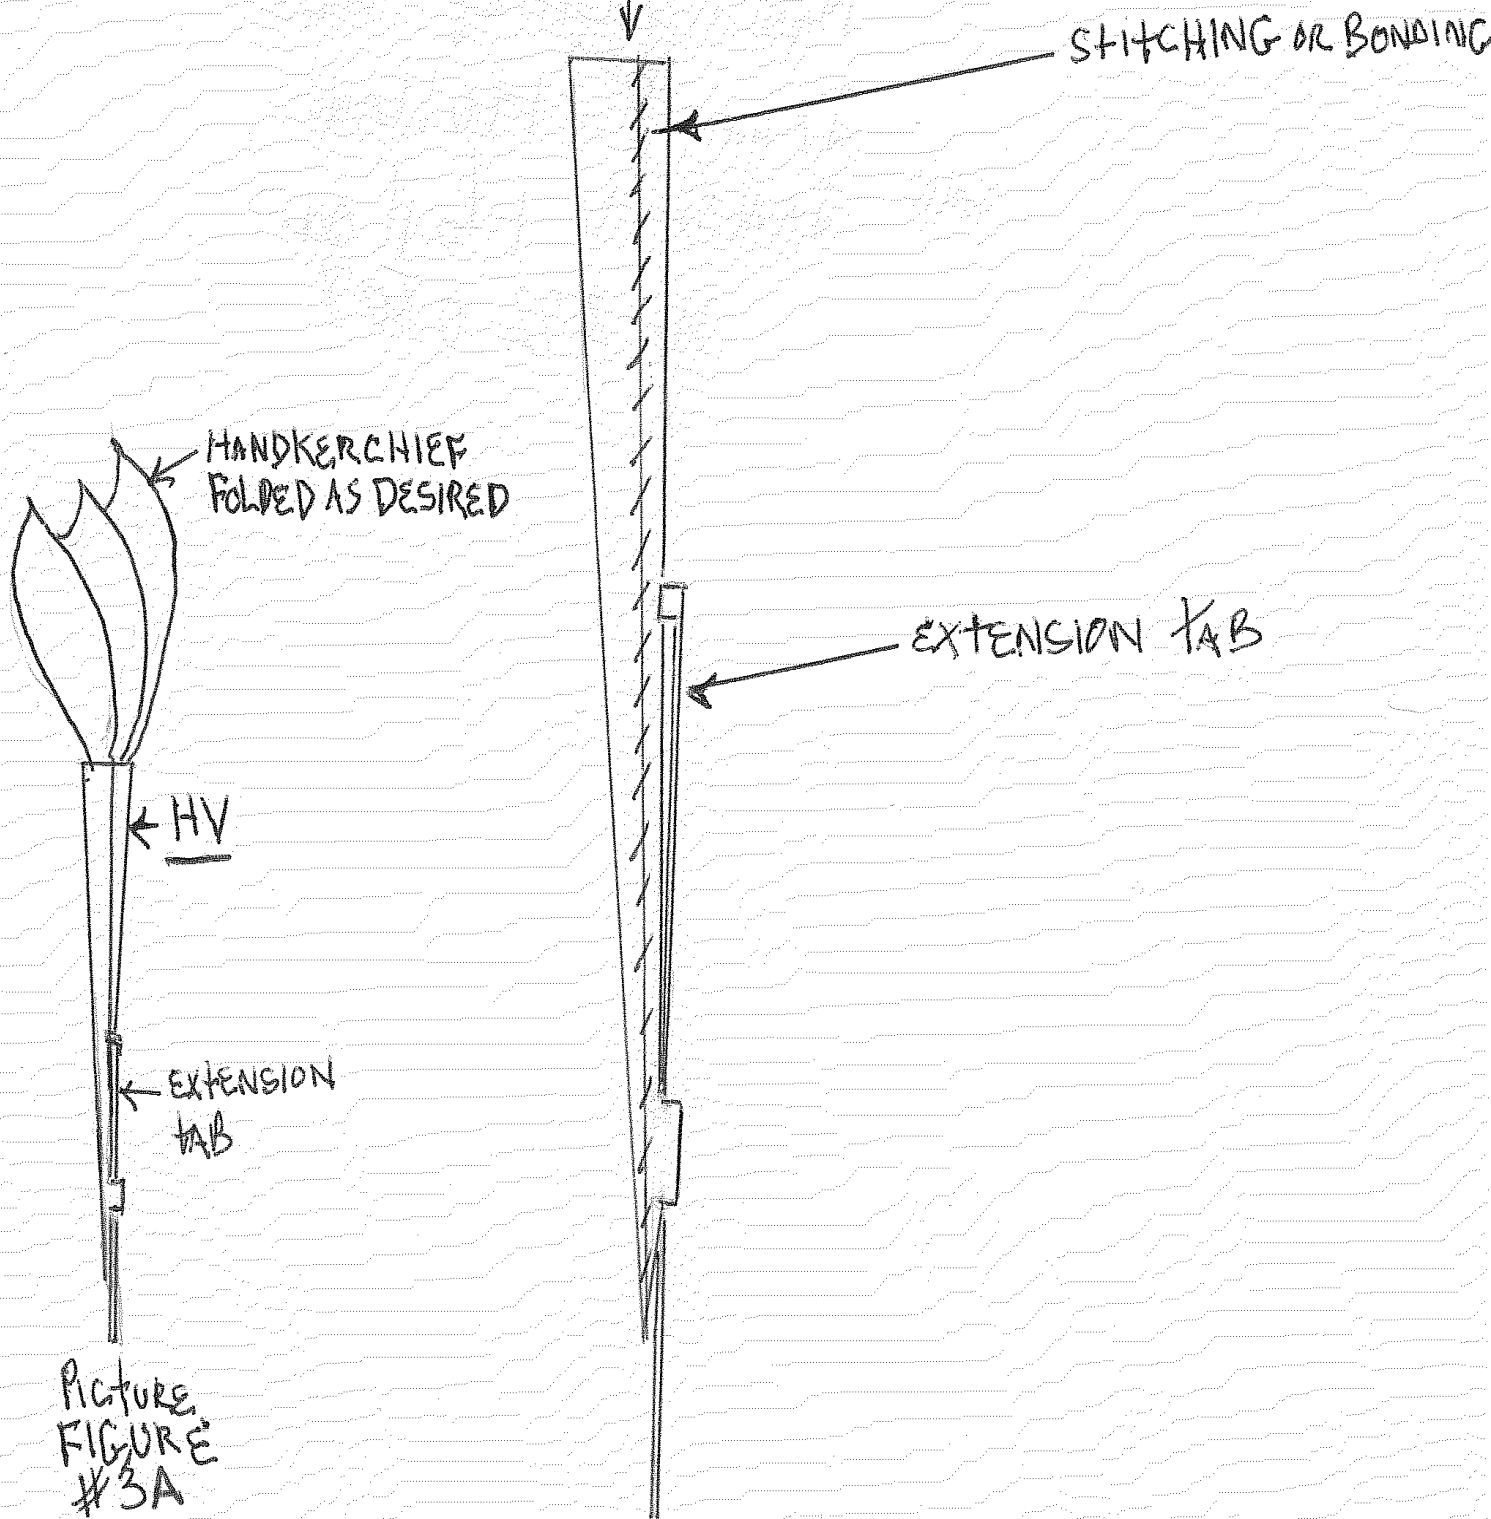 StitCHING OR BONDING
HANDKERCHIEF
FOLDED AS DESIRED
EXtENSION tAB
HV
EXtENSION
tAB
PICtURE
FIGURE
#3A